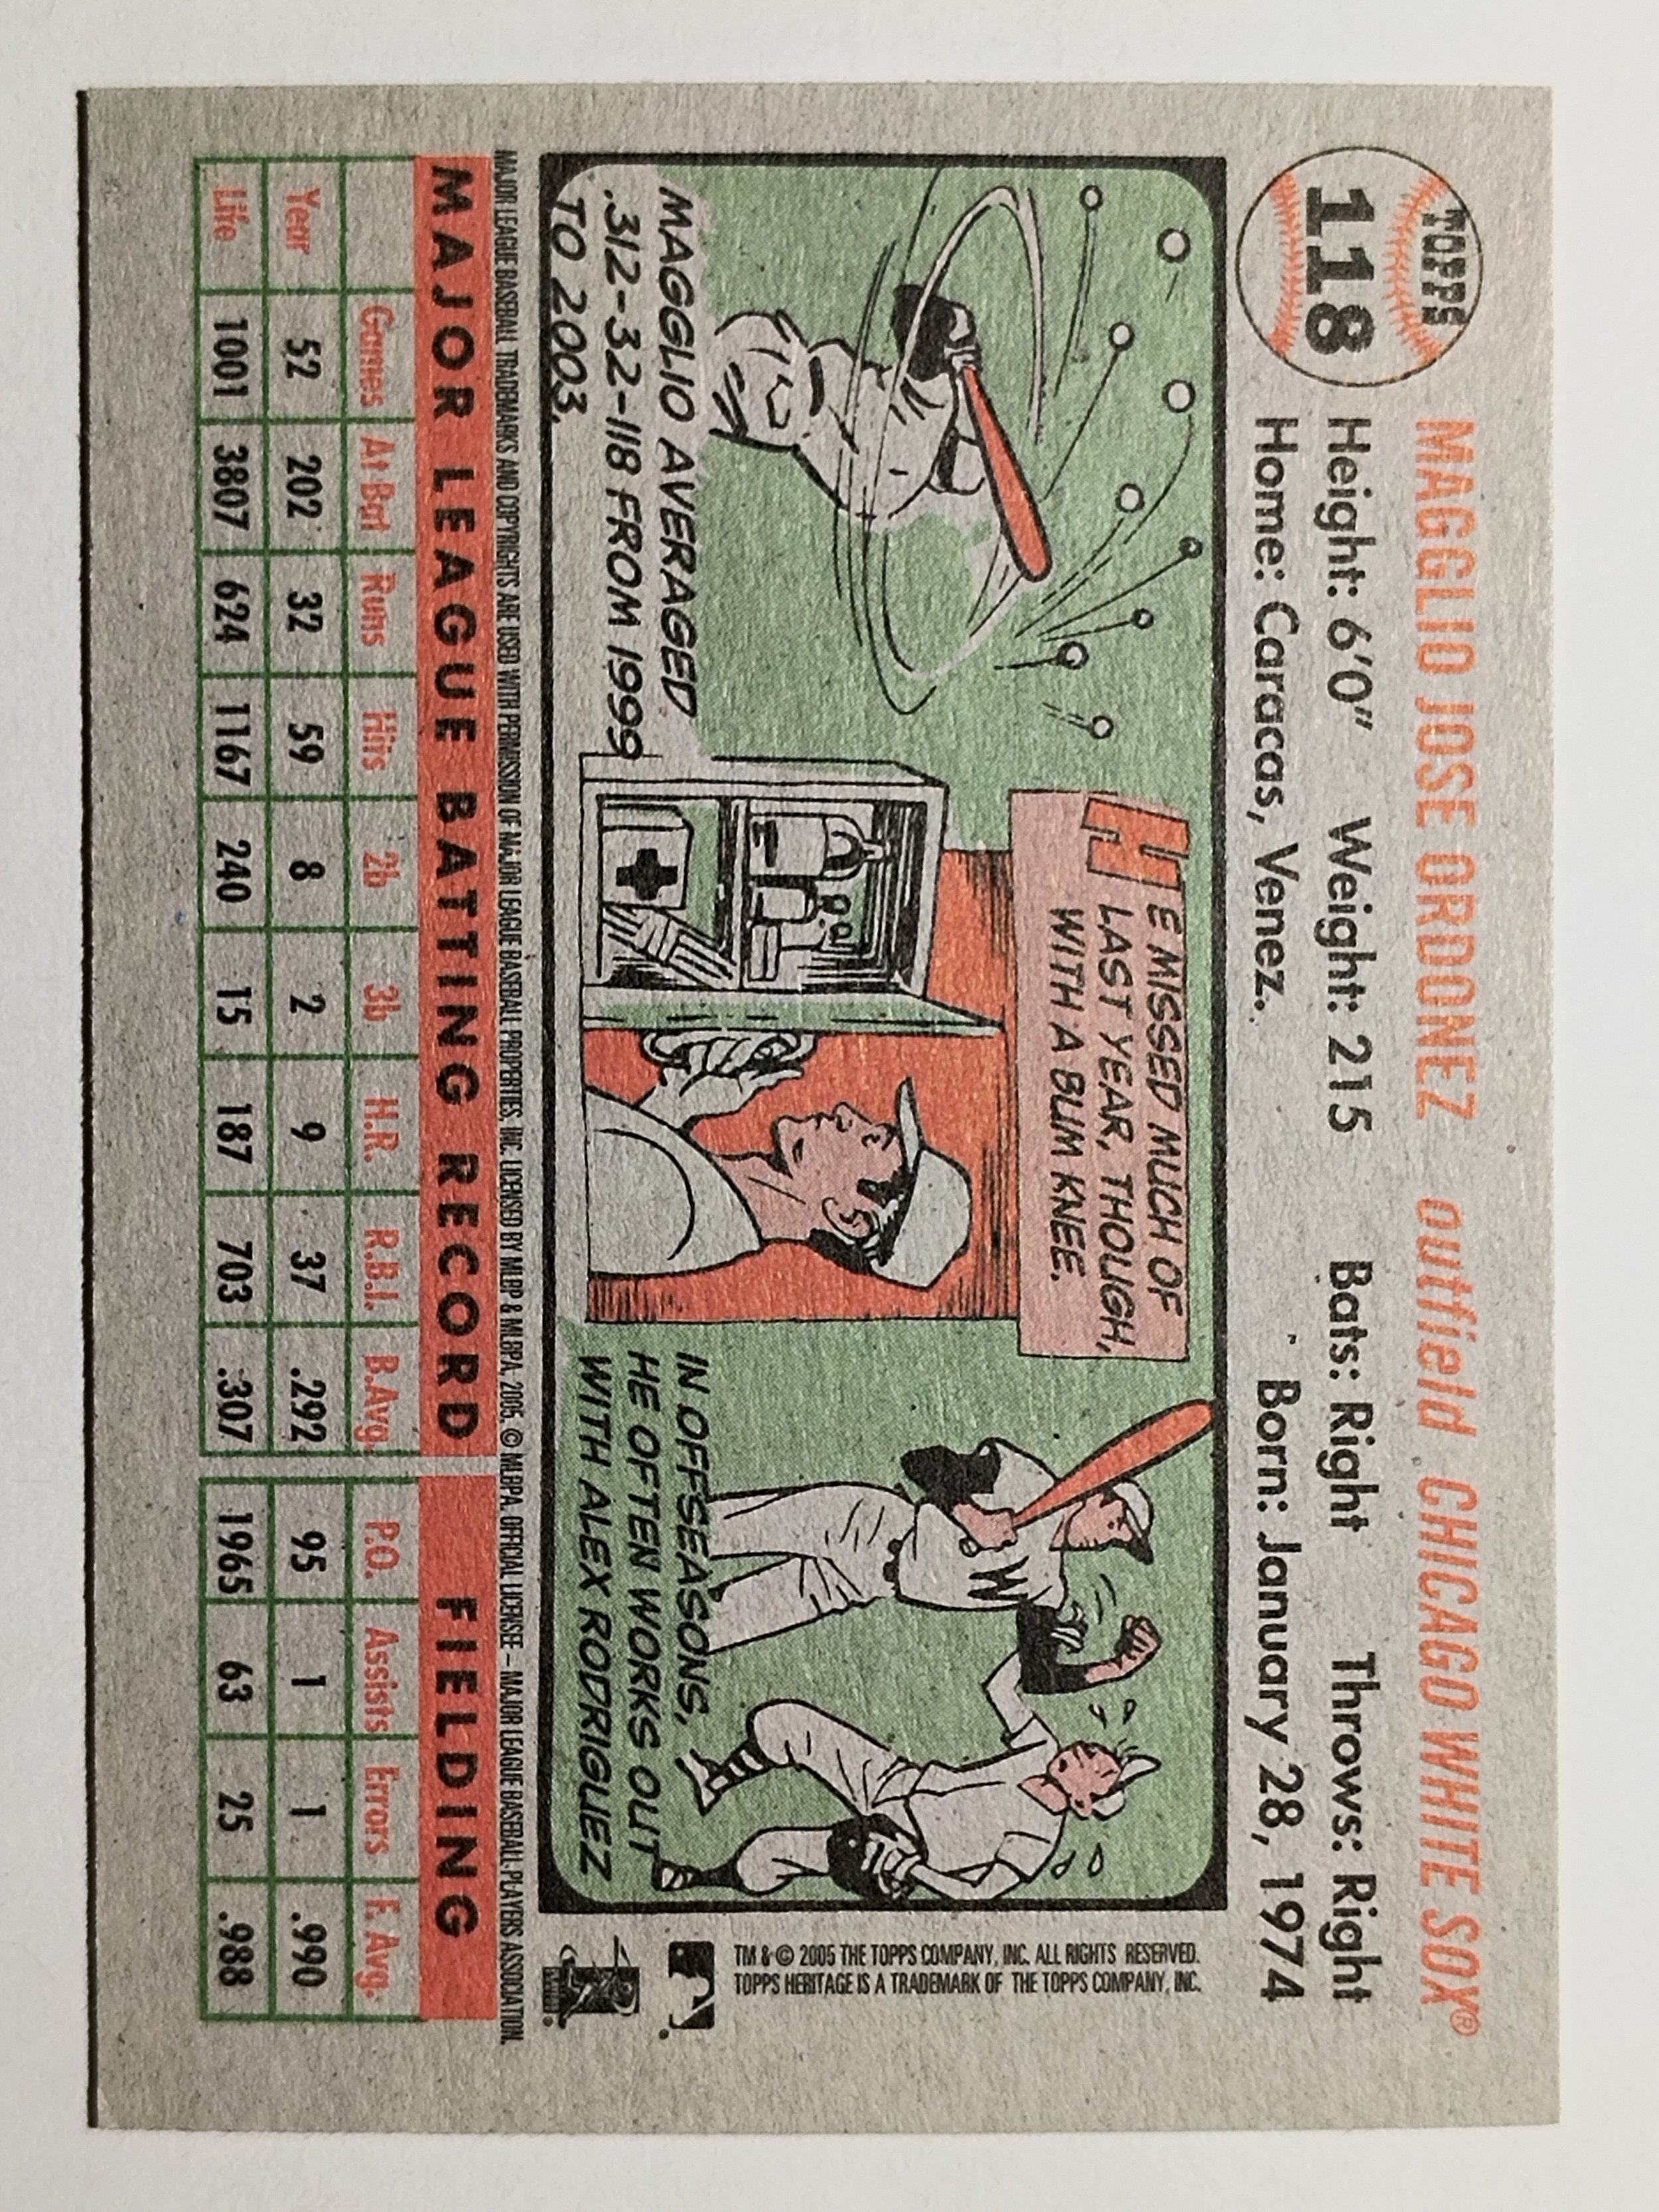 TOPPS
118
MAGGLIO JOSE ORDONEZ outfield CHICAGO WHITE SOX®
Height: 6'0" Weight: 215 Bats: Right Throws: Right
Home: Caracas, Venez. Born: January 28, 1974
MAGGLIO AVERAGED
.312-32-118 FROM 1999
TO 2003.
HE MISSED MUCH OF
LAST YEAR, THOUGH,
WITH A BUM KNEE.
W
IN OFFSEASONS,
HE OFTEN WORKS OUT
WITH ALEX RODRIGUEZ
TM & © 2005 THE TOPPS COMPANY, INC. ALL RIGHTS RESERVED.
TOPPS HERITAGE IS A TRADEMARK OF THE TOPPS COMPANY, INC.
MAJOR LEAGUE BASEBALL TRADEMARKS AND COPYRIGHTS ARE USED WITH PERMISSION OF MAJOR LEAGUE BASEBALL PROPERTIES, INC. LICENSED BY MLBP & MLBPA, 2005. © MLBPA. OFFICIAL LICENSEE – MAJOR LEAGUE BASEBALL PLAYERS ASSOCIATION.
MAJOR LEAGUE BATTING RECORD FIELDING
Games At Bat Runs Hits 2b 3b H.R. R.B.I. B.Avg. P.O. Assists Errors F. Avg.
Year 52 202 32 59 8 2 9 37 .292 95 1 1 .990
Life 1001 3807 624 1167 240 15 187 703 .307 1965 63 25 .988